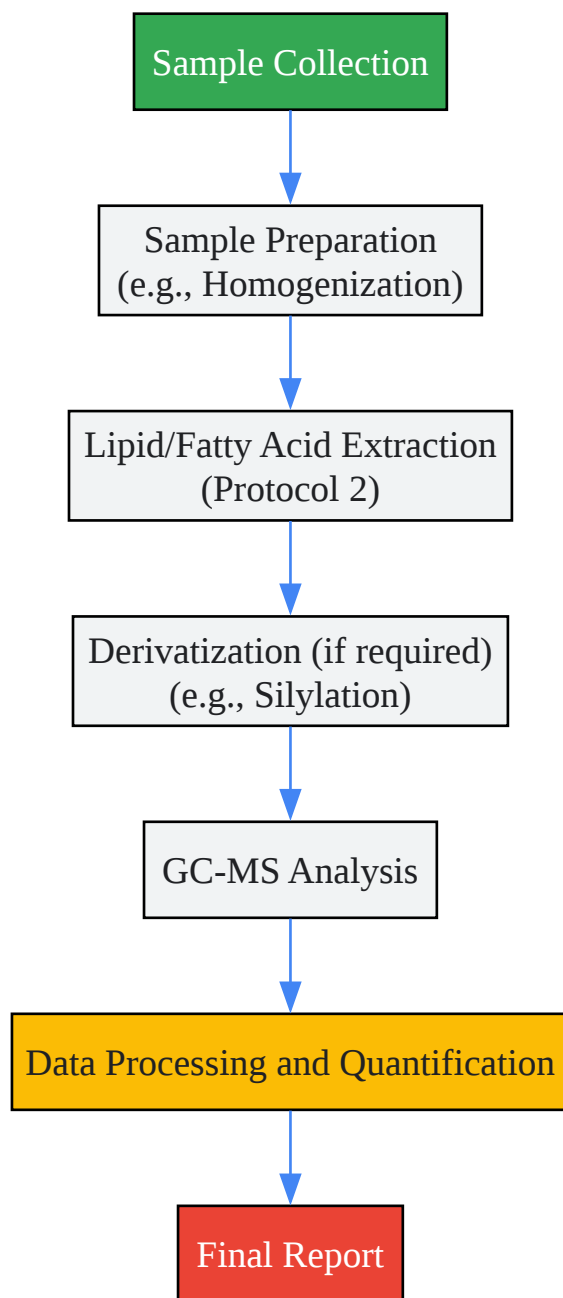 Sample Collection
Sample Preparation
(e.g., Homogenization)
Lipid/Fatty Acid Extraction
(Protocol 2)
Derivatization (if required)
(e.g., Silylation)
GC-MS Analysis
Data Processing and Quantification
Final Report